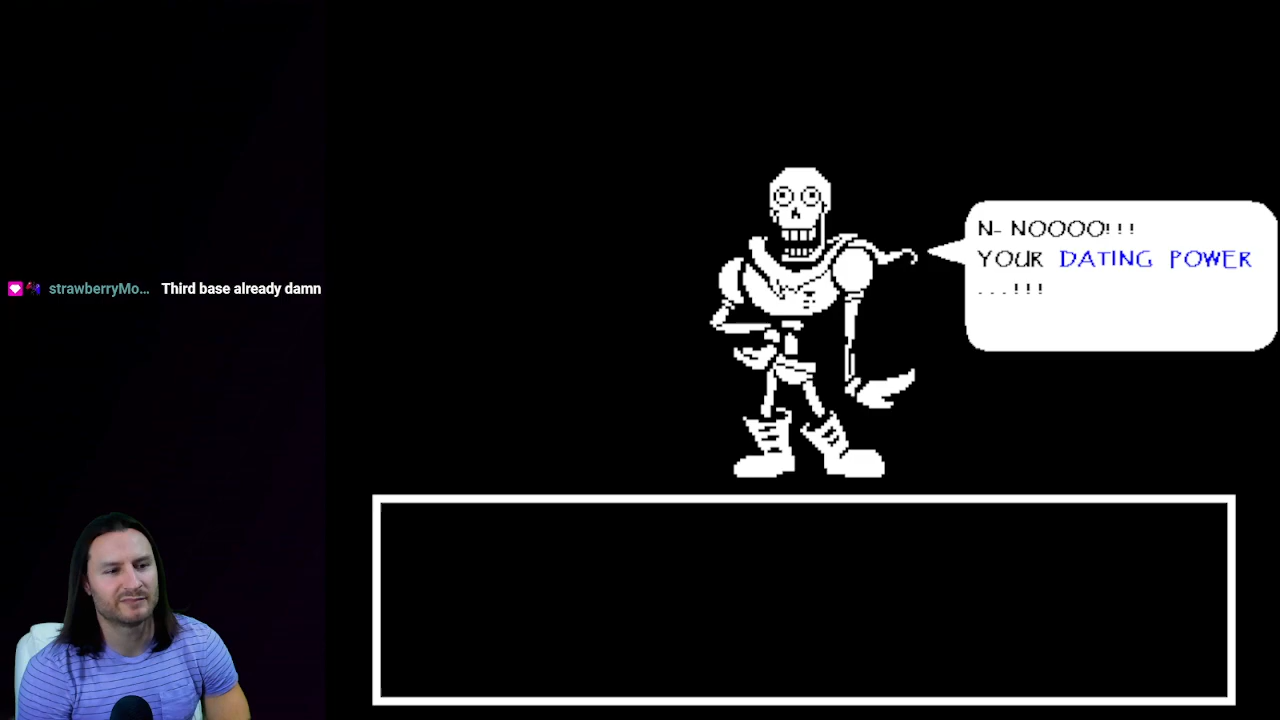 N- NOOOO!!!
YOUR DATING POWER
...!!!
strawberryMo... Third base already damn